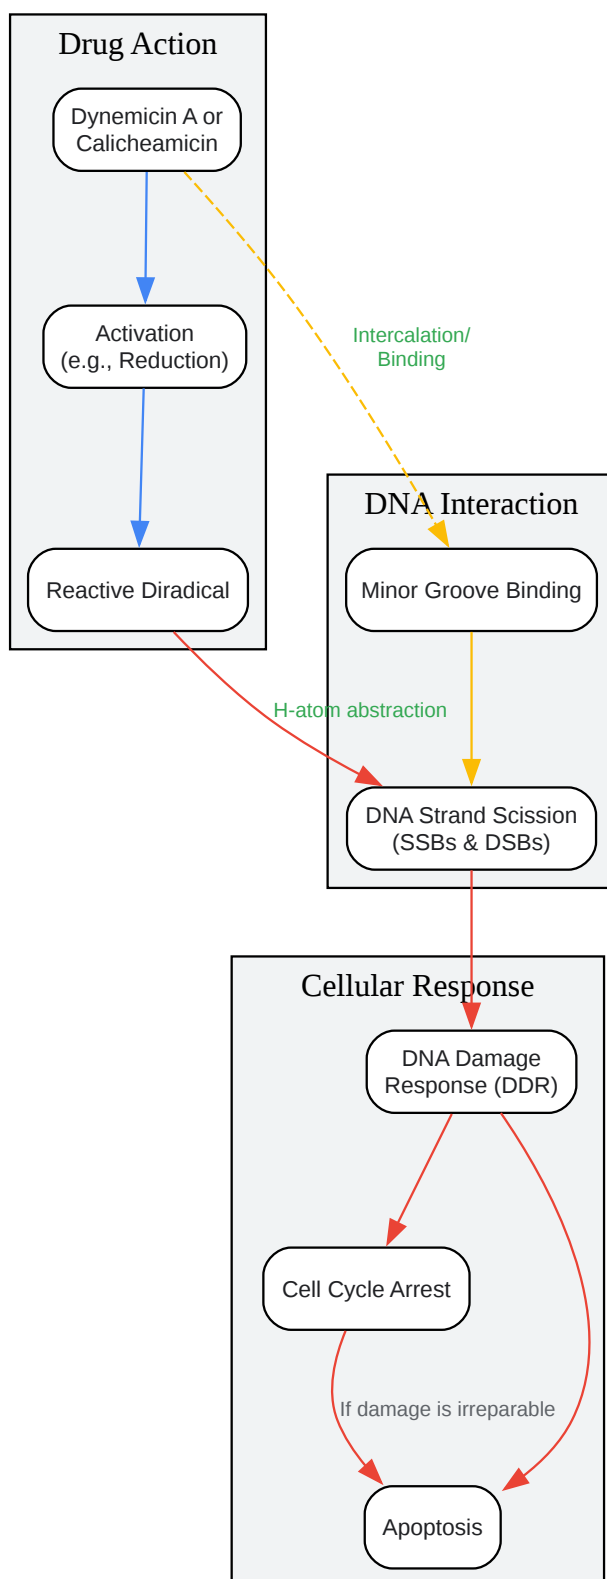 Drug Action
Dynemicin A or
Calicheamicin
Activation
(e.g., Reduction)
Intercalation/
Binding
Reactive Diradical
DNA Interaction
Minor Groove Binding
H-atom abstraction
DNA Strand Scission
(SSBs & DSBs)
Cellular Response
DNA Damage
Response (DDR)
Cell Cycle Arrest
If damage is irreparable
Apoptosis